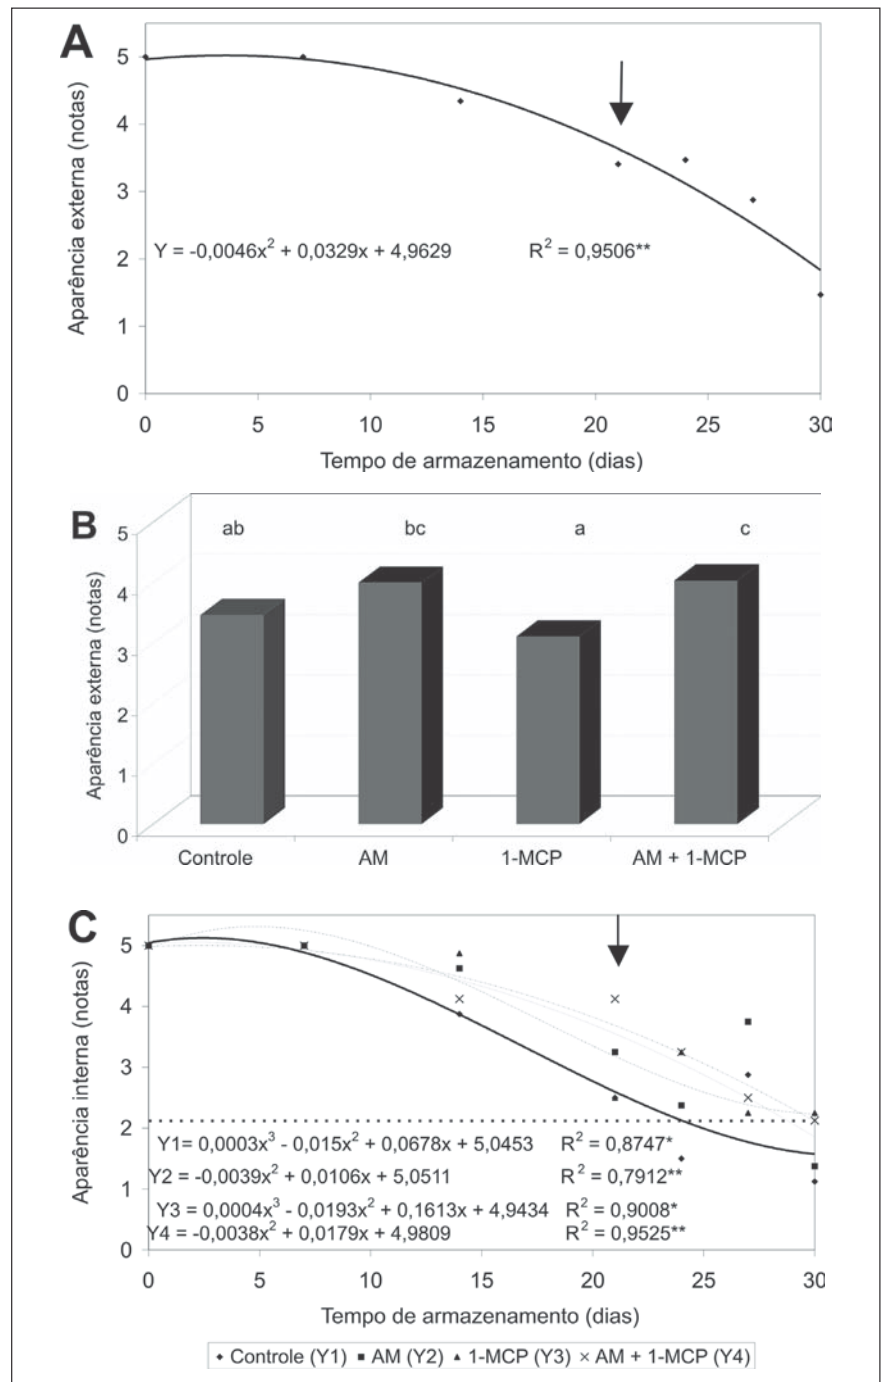 A
Aparência externa (notas)
5
4
3
2
1
0
Y = -0,0046x² + 0,0329x + 4,9629 R² = 0,9506**
0 5 10 15 20 25 30
Tempo de armazenamento (dias)
B
Aparência externa (notas)
5
4
3
2
1
0
ab bc a c
Controle AM 1-MCP AM + 1-MCP
C
Aparência interna (notas)
5
4
3
2
1
0
Y1= 0,0003x³ - 0,015x² + 0,0678x + 5,0453 R² = 0,8747*
Y2 = -0,0039x² + 0,0106x + 5,0511 R² = 0,7912**
Y3 = 0,0004x³ - 0,0193x² + 0,1613x + 4,9434 R² = 0,9008*
Y4 = -0,0038x² + 0,0179x + 4,9809 R² = 0,9525**
0 5 10 15 20 25 30
Tempo de armazenamento (dias)
Controle (Y1) AM (Y2) 1-MCP (Y3) AM + 1-MCP (Y4)